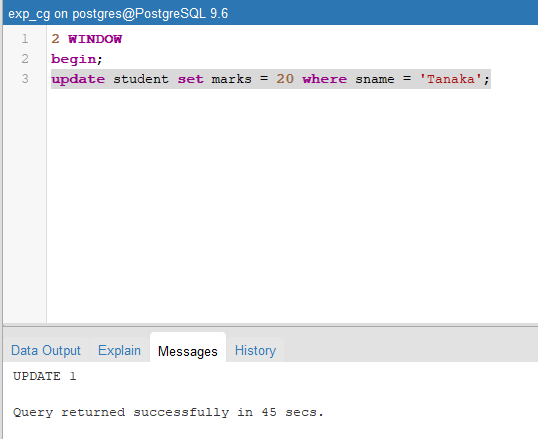 exp_cg on postgres@PostgreSQL 9.6
1 2 WINDOW
2 begin;
3 update student set marks = 20 where sname = 'Tanaka';
Data Output Explain Messages History
UPDATE 1
Query returned successfully in 45 secs.